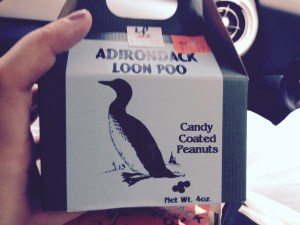 ADIRONDACK
LOON POO
Candy
Coated
Peanuts
Net Wt. 4oz.